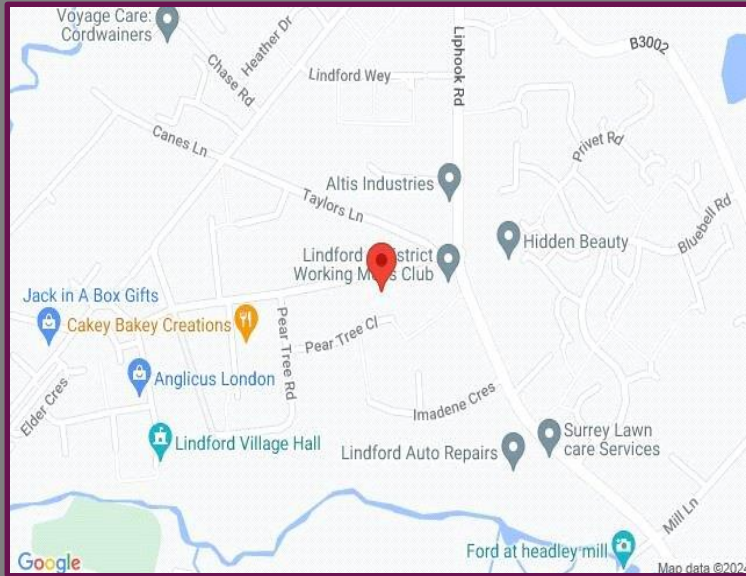 Voyage Care:
Cordwainers
Heather Dr
Chase Rd
Lindford Wey
Liphook Rd
B3002
Canes Ln
Privet Rd
Altis Industries
Taylors Ln
Bluebell Rd
Hidden Beauty
Lindford District
Working Club
Jack in A Box Gifts
Cakey Bakey Creations
Pear Tree Rd
Pear Tree Cl
Anglicus London
Elder Cres
Imadene Cres
Lindford Village Hall
Surrey Lawn
care Services
Lindford Auto Repairs
Mill Ln
Ford at headley mill
Google
Map data ©2024